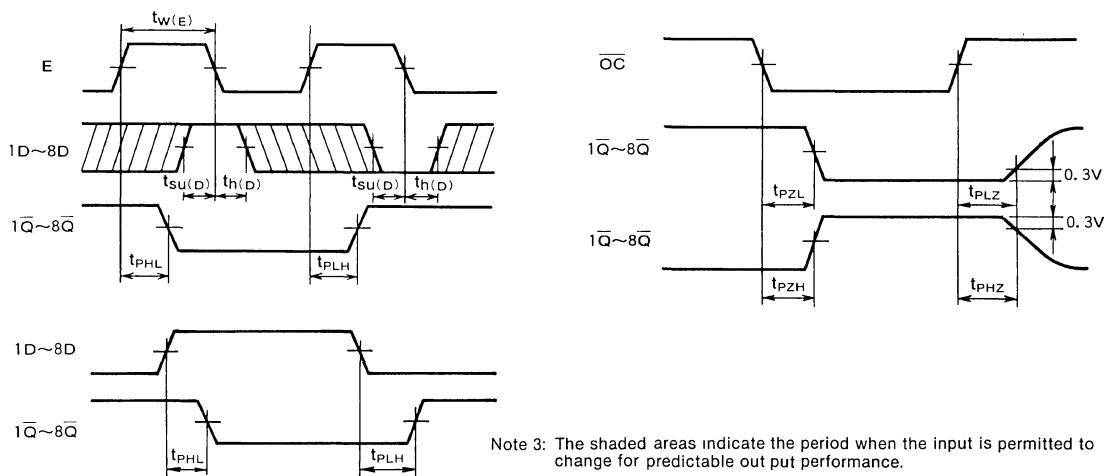 tW(E)
E
1D~8D
tsu(D) th(D) tsu(D) th(D)
1Q̅~8Q̅
tPHL tPLH
1D~8D
1Q̅~8Q̅
tPHL tPLH
O̅C̅
1Q̅~8Q̅
0.3V
tPZL tPLZ
0.3V
1Q̅~8Q̅
tPZH tPHZ
Note 3: The shaded areas indicate the period when the input is permitted to
change for predictable out put performance.